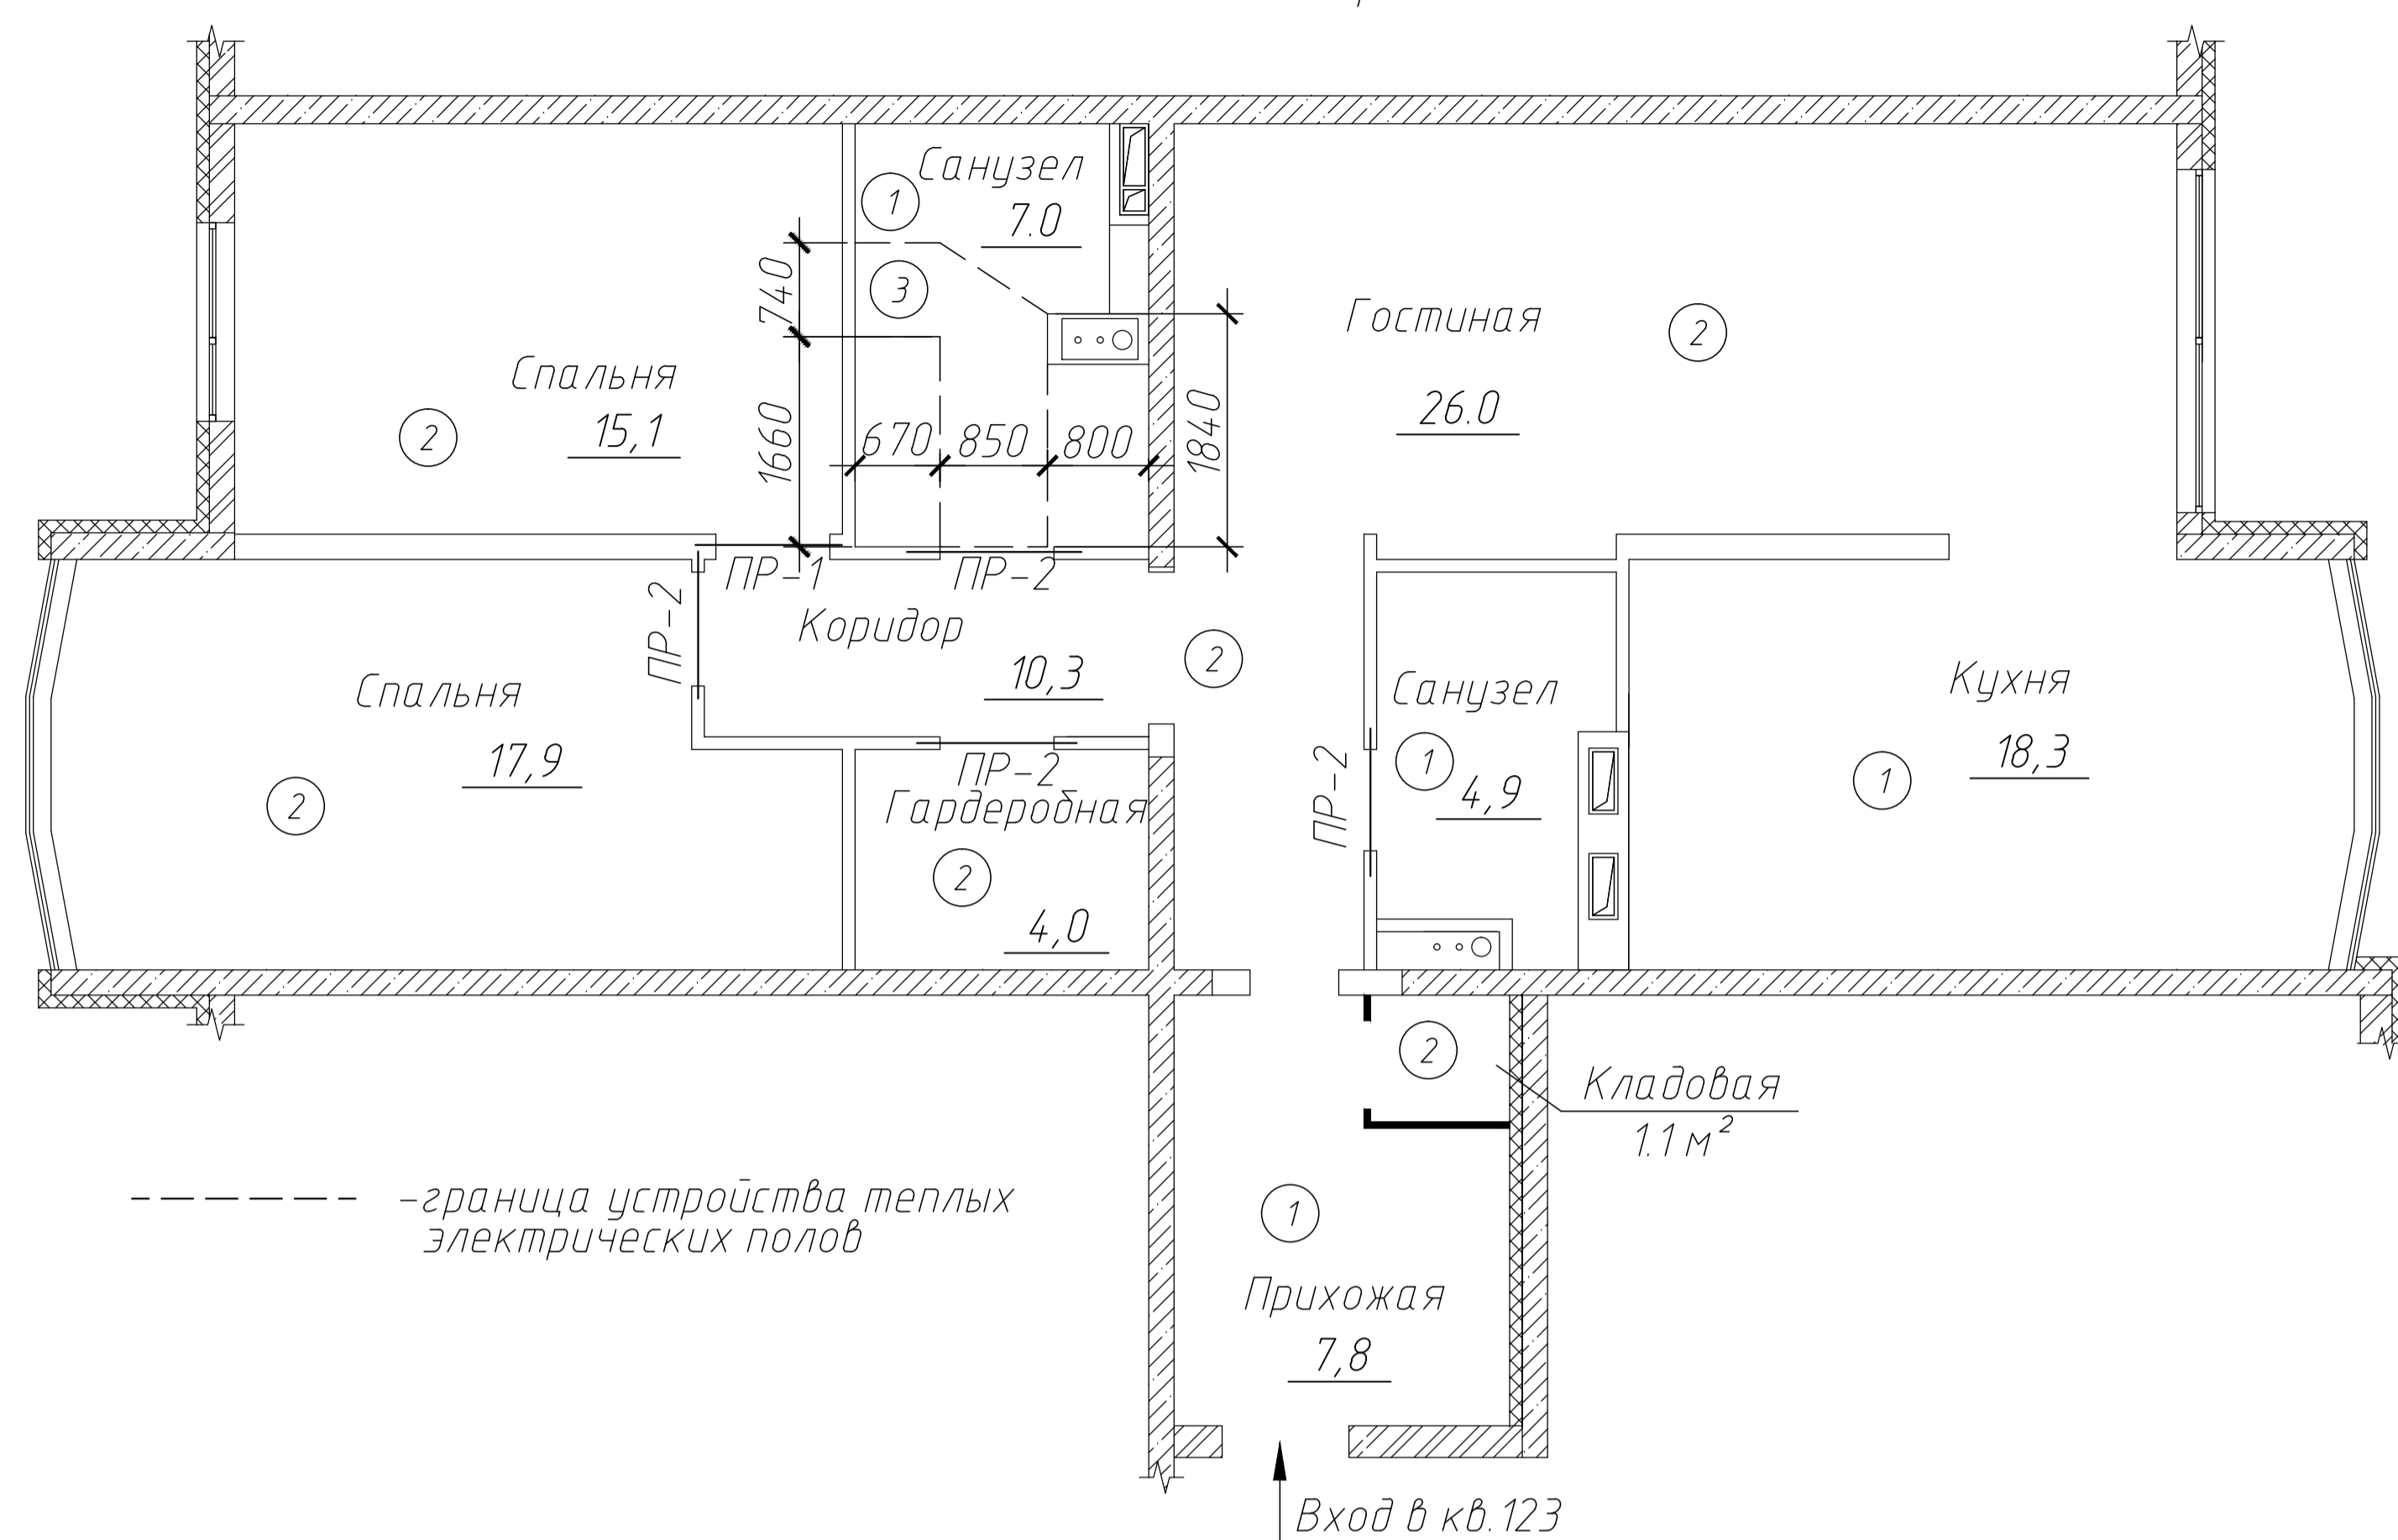 Санузел
1
7.0
740
3
Гостиная
2
26.0
Спальня
15,1
2
1660
670
850
800
1840
ПР-1
ПР-2
ПР-2
Коридор
10,3
2
Спальня
17,9
2
ПР-2
Гардеробная
2
4,0
Санузел
1
4,9
ПР-2
Кухня
18,3
1
2
Кладовая
1.1 м²
-граница устройства теплых
электрических полов
1
Прихожая
7,8
Вход в кв.123